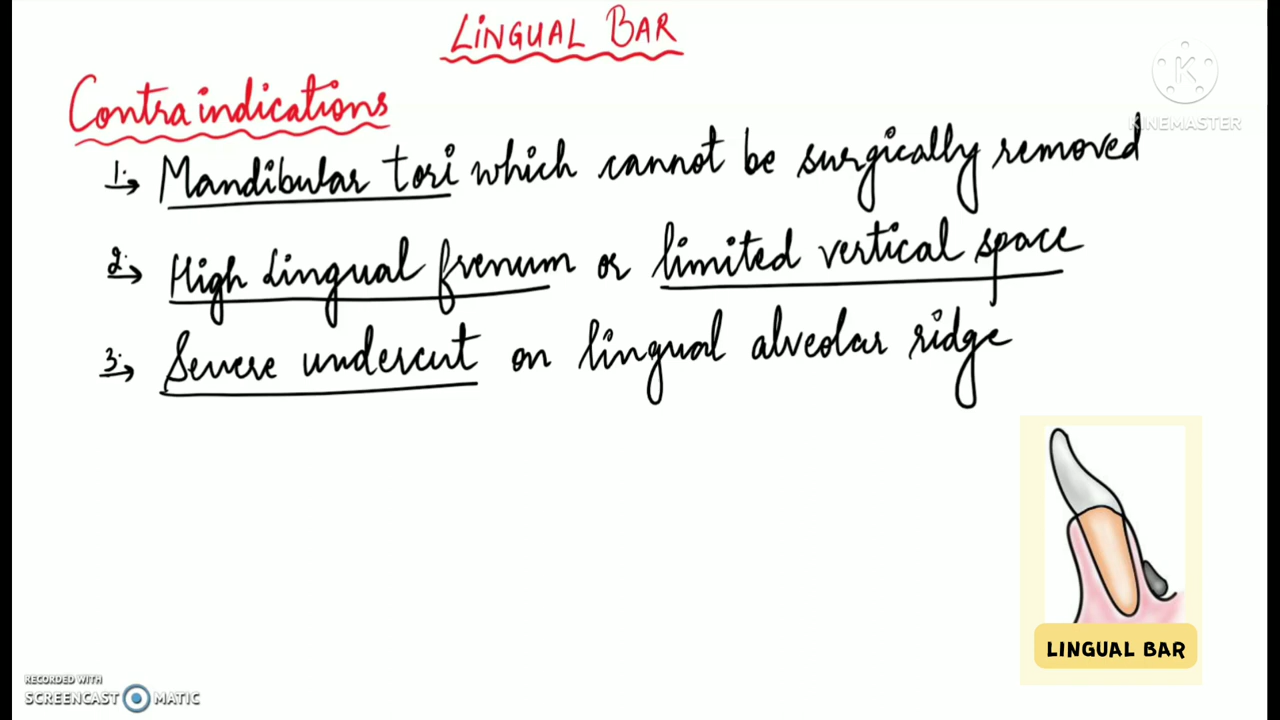 LINGUAL BAR
Contraindications
K
KINEMASTER
1. → Mandibular tori which cannot be surgically removed
2. → High Lingual frenum or limited vertical space
3. → Severe undercut on lingual alveolar ridge
LINGUAL BAR
RECORDED WITH
SCREENCAST MATIC